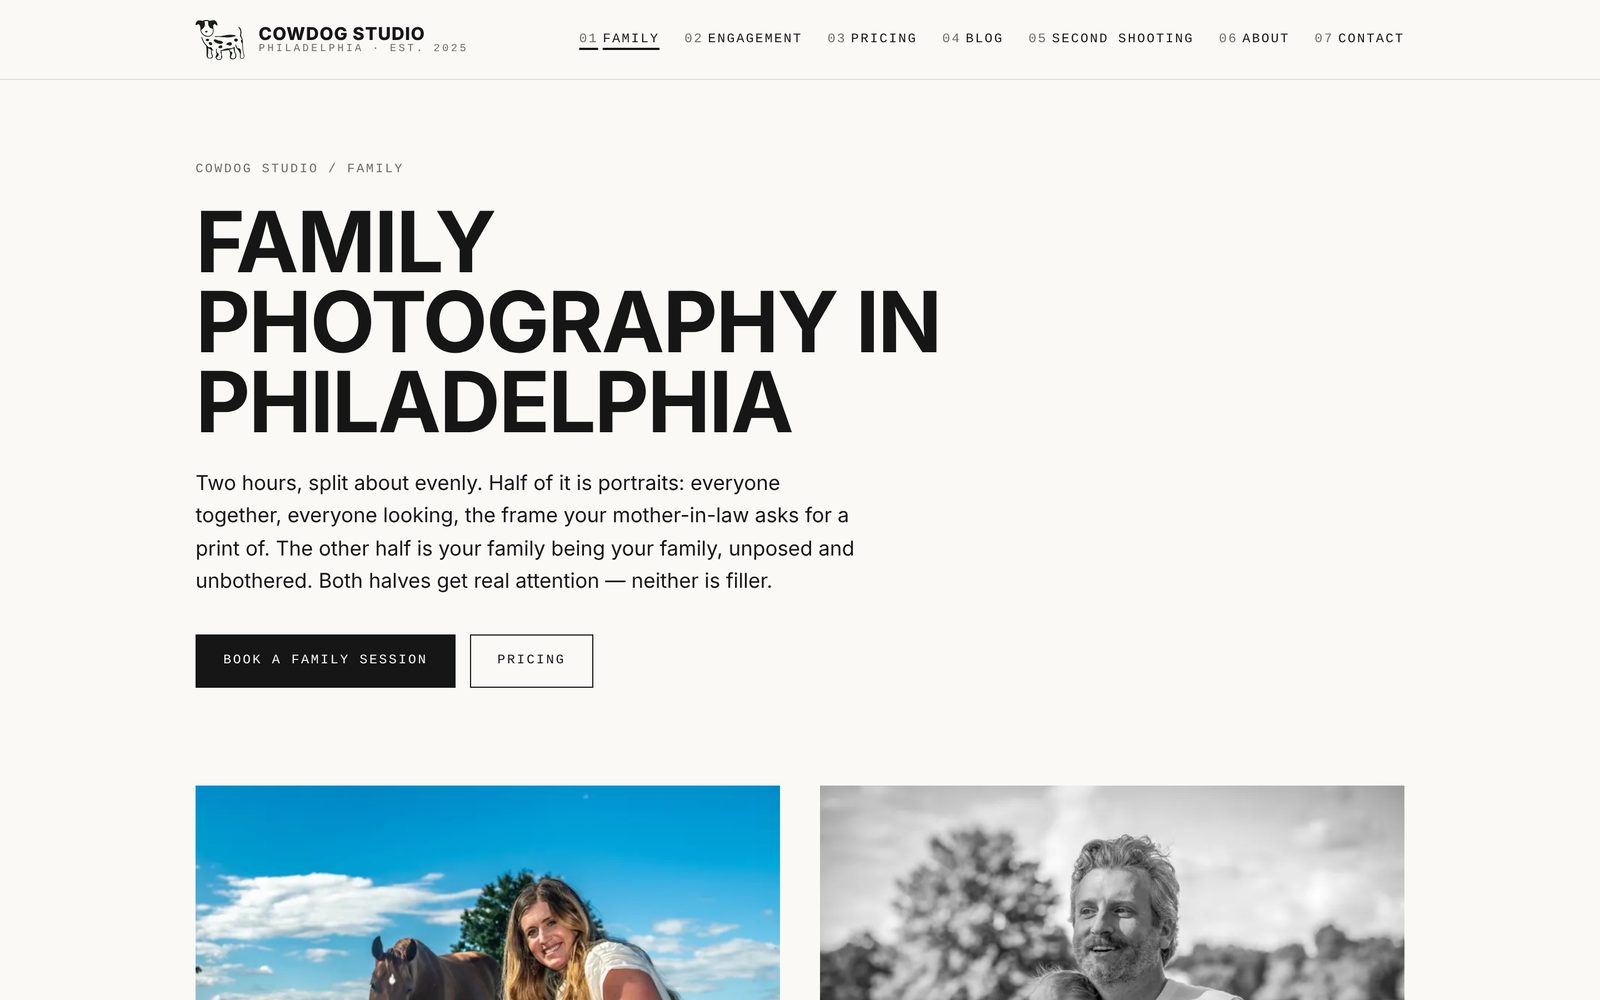 COWDOG STUDIO
PHILADELPHIA · EST. 2025
01 FAMILY 02 ENGAGEMENT 03 PRICING 04 BLOG 05 SECOND SHOOTING 06 ABOUT 07 CONTACT
COWDOG STUDIO / FAMILY
FAMILY
PHOTOGRAPHY IN
PHILADELPHIA
Two hours, split about evenly. Half of it is portraits: everyone
together, everyone looking, the frame your mother-in-law asks for a
print of. The other half is your family being your family, unposed and
unbothered. Both halves get real attention — neither is filler.
BOOK A FAMILY SESSION PRICING